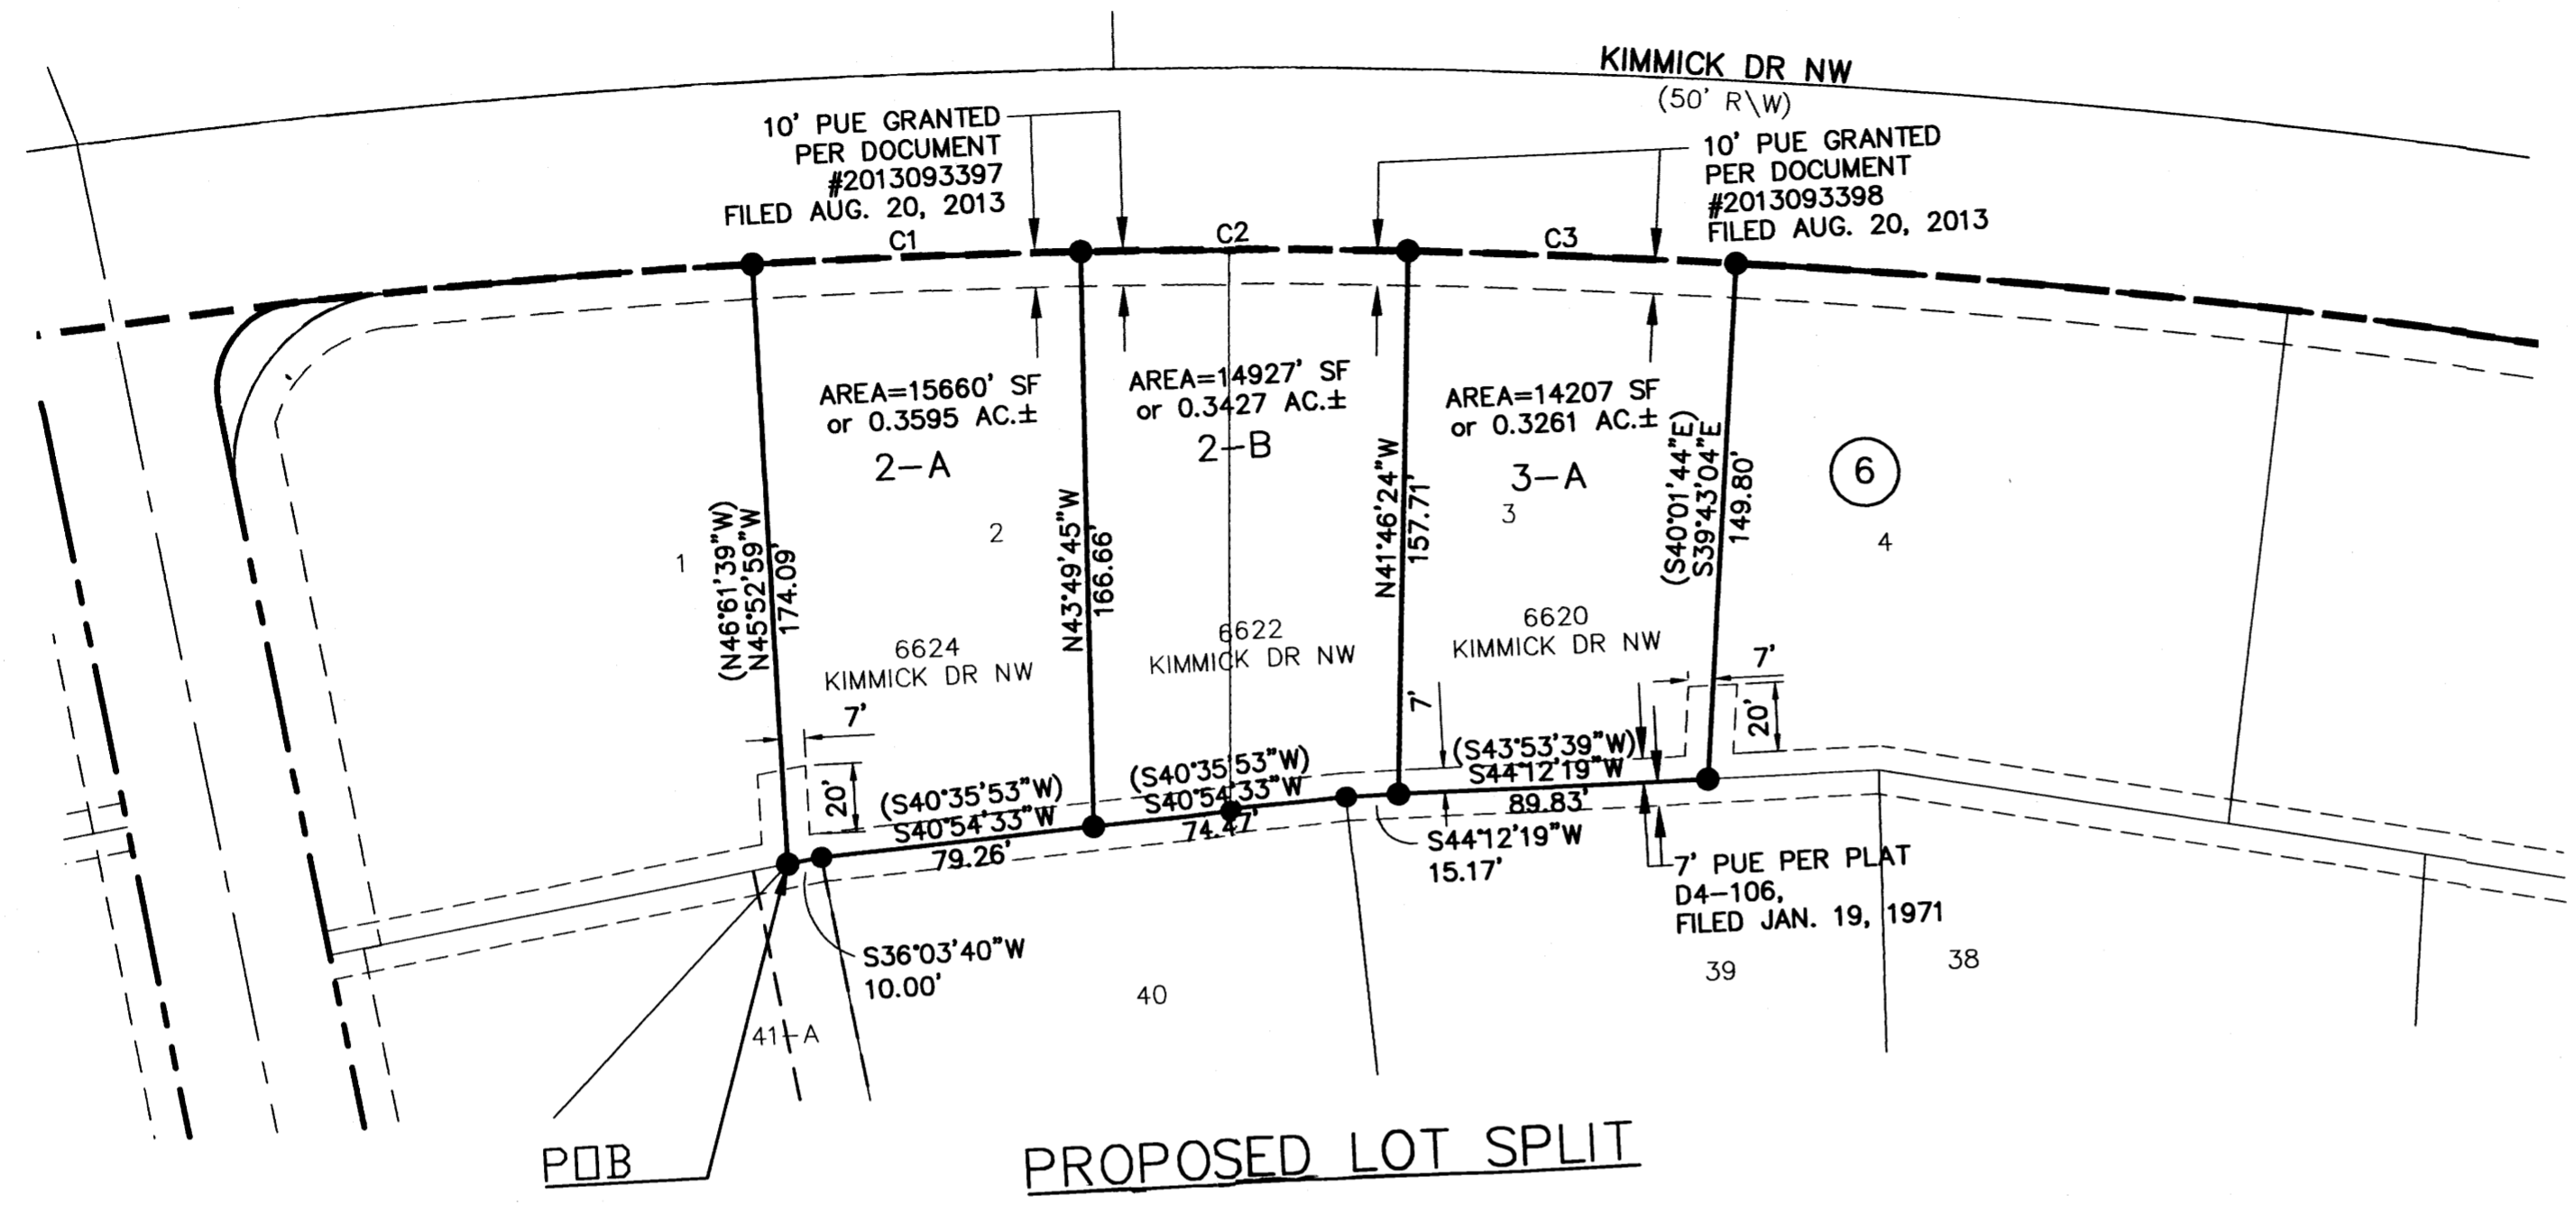 KIMMICK DR NW
(50' R\W)
10' PUE GRANTED
PER DOCUMENT
#2013093397
FILED AUG. 20, 2013
10' PUE GRANTED
PER DOCUMENT
#2013093398
FILED AUG. 20, 2013
C1
C2
C3
AREA=15660' SF
or 0.3595 AC.±
2-A
AREA=14927' SF
or 0.3427 AC.±
2-B
AREA=14207 SF
or 0.3261 AC.±
3-A
6
1
2
3
4
(N46°61'39"W)
N45°52'59"W
174.09'
N43°49'45"W
166.66'
N41°46'24"W
157.71'
(S40°01'44"E)
S39°43'04"E
149.80'
6624
KIMMICK DR NW
6622
KIMMICK DR NW
6620
KIMMICK DR NW
7'
20'
7'
7'
20'
(S40°35'53"W)
S40°54'33"W
79.26'
(S40°35'53"W)
S40°54'33"W
74.47'
(S43°53'39"W)
S44°12'19"W
89.83'
S44°12'19"W
15.17'
7' PUE PER PLAT
D4-106,
FILED JAN. 19, 1971
S36°03'40"W
10.00'
41-A
40
39
38
POB
PROPOSED LOT SPLIT